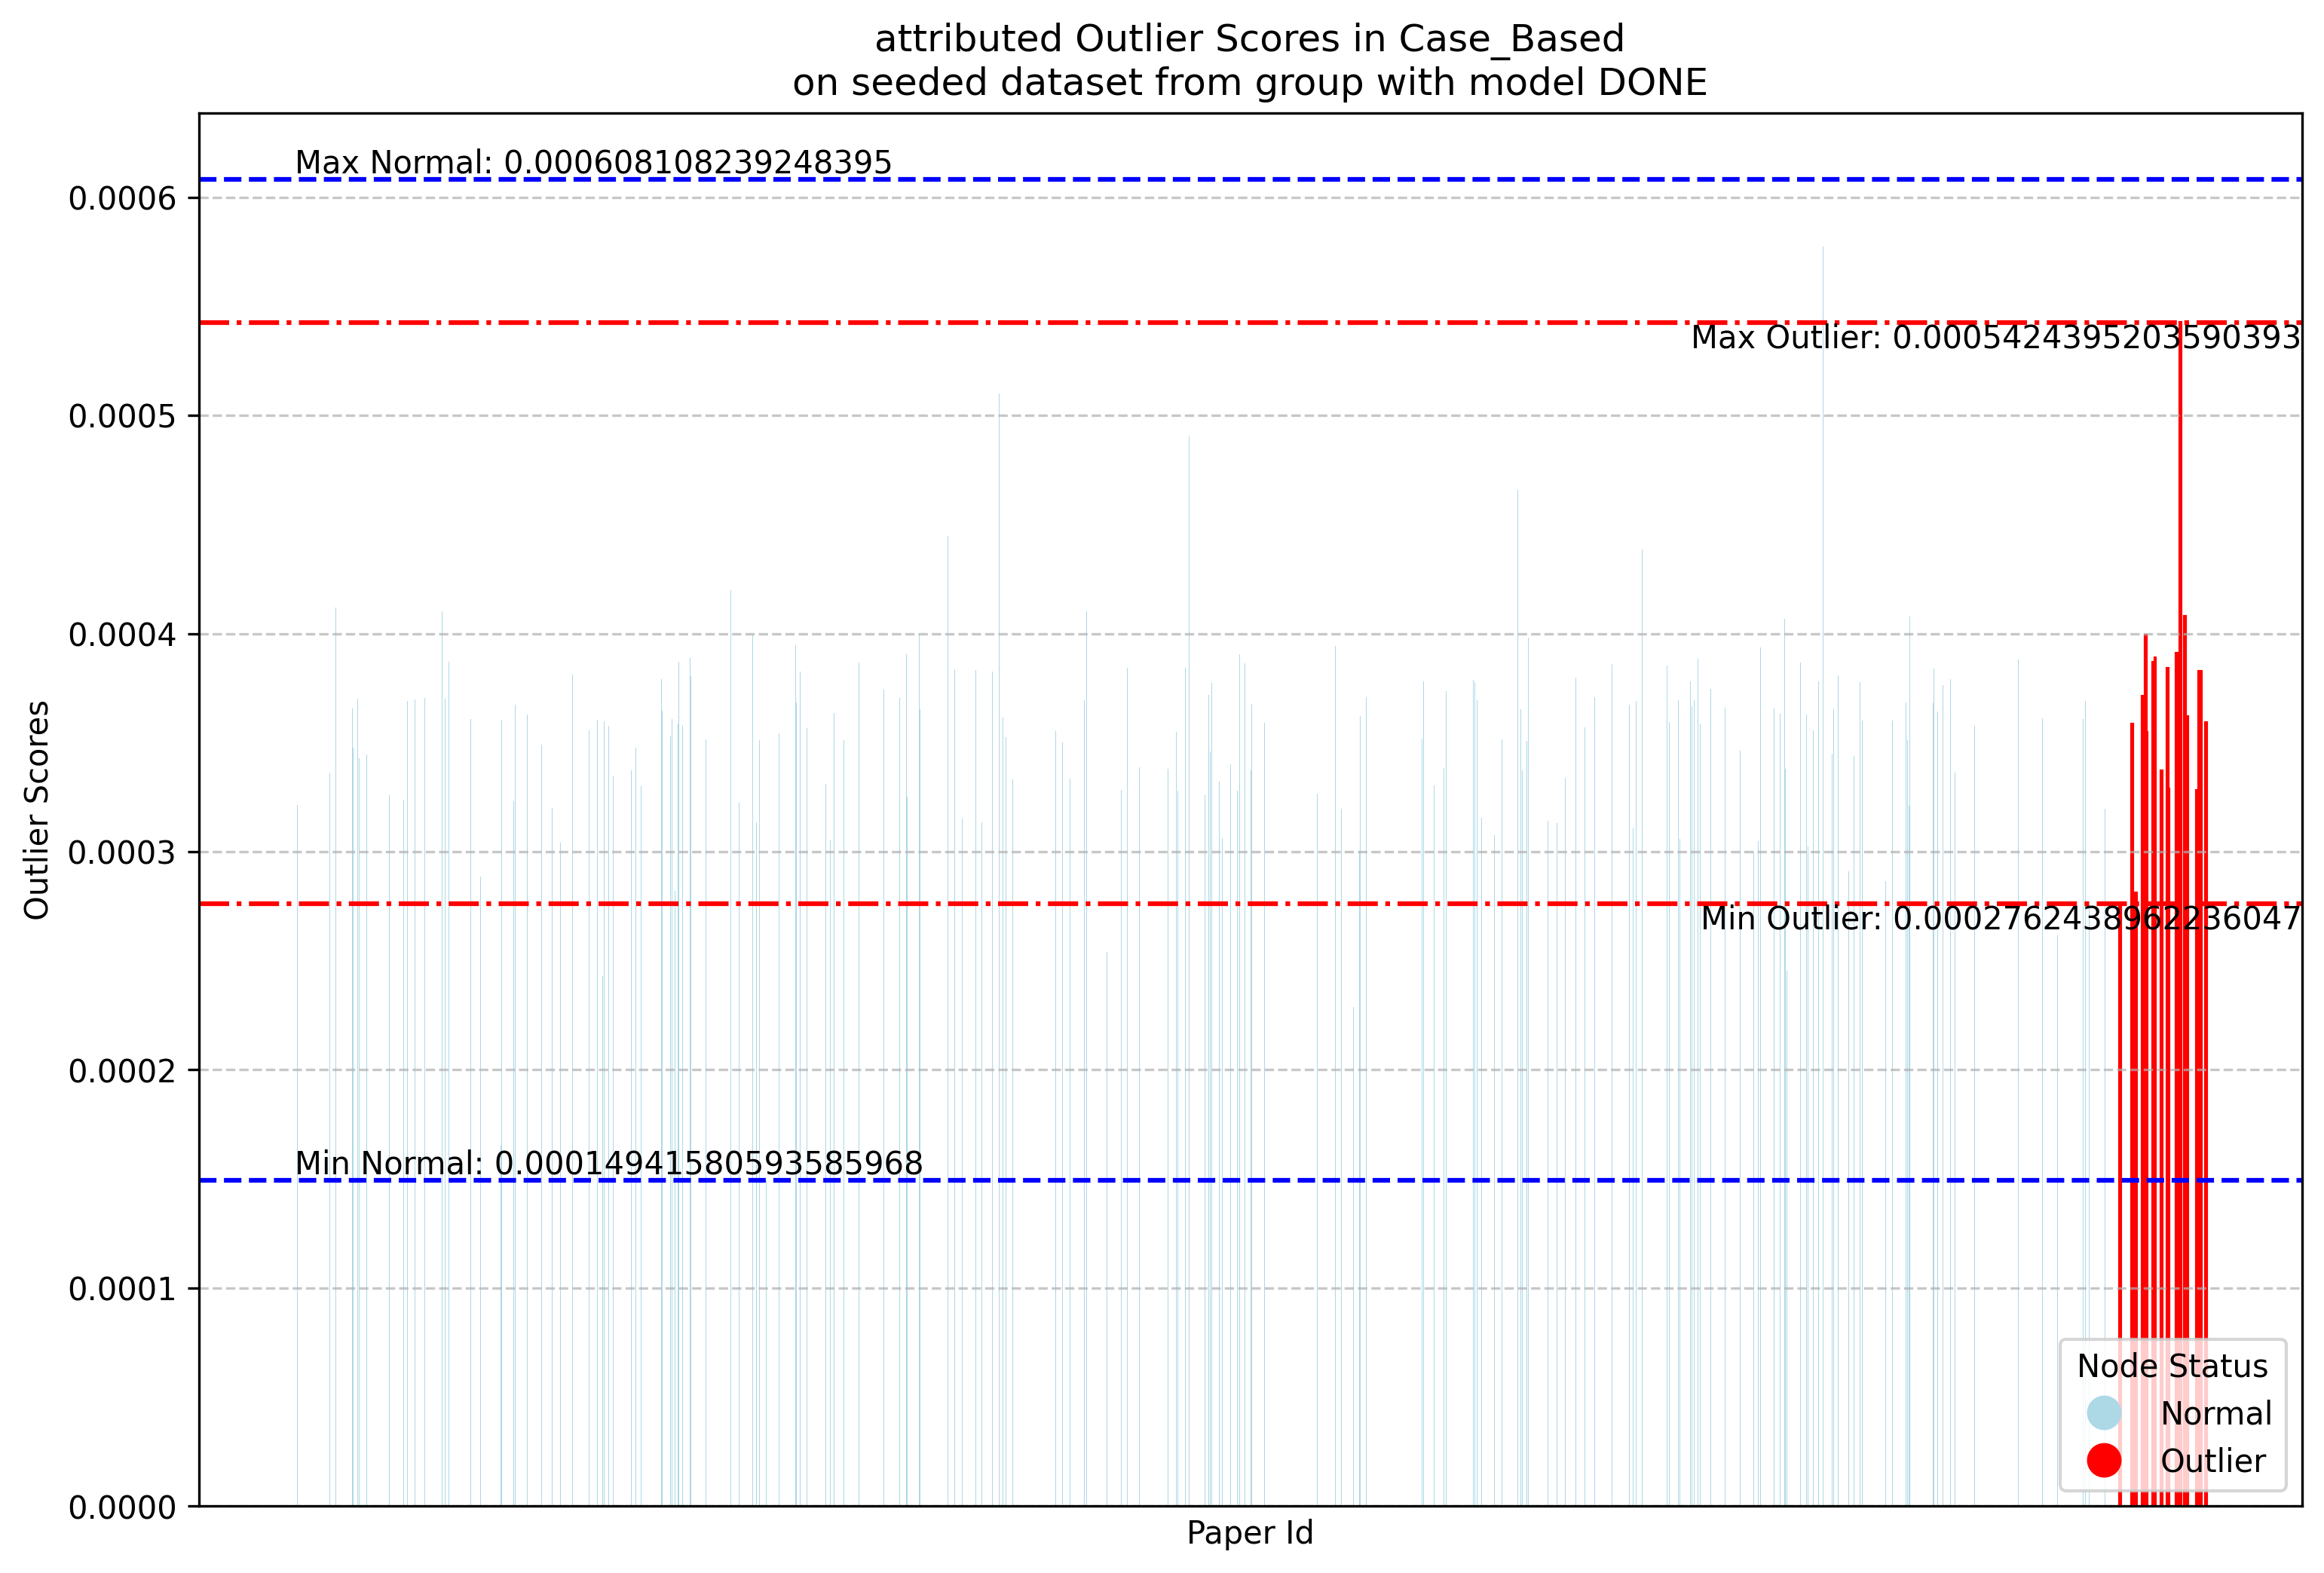 attributed Outlier Scores in Case_Based
on seeded dataset from group with model DONE
Max Normal: 0.000608108239248395
0.0006
Max Outlier: 0.0005424395203590393
0.0005
0.0004
0.0003
Min Outlier: 0.0002762438962236047
0.0002
Min Normal: 0.00014941580593585968
0.0001
0.0000
Outlier Scores
Paper Id
Node Status
Normal
Outlier